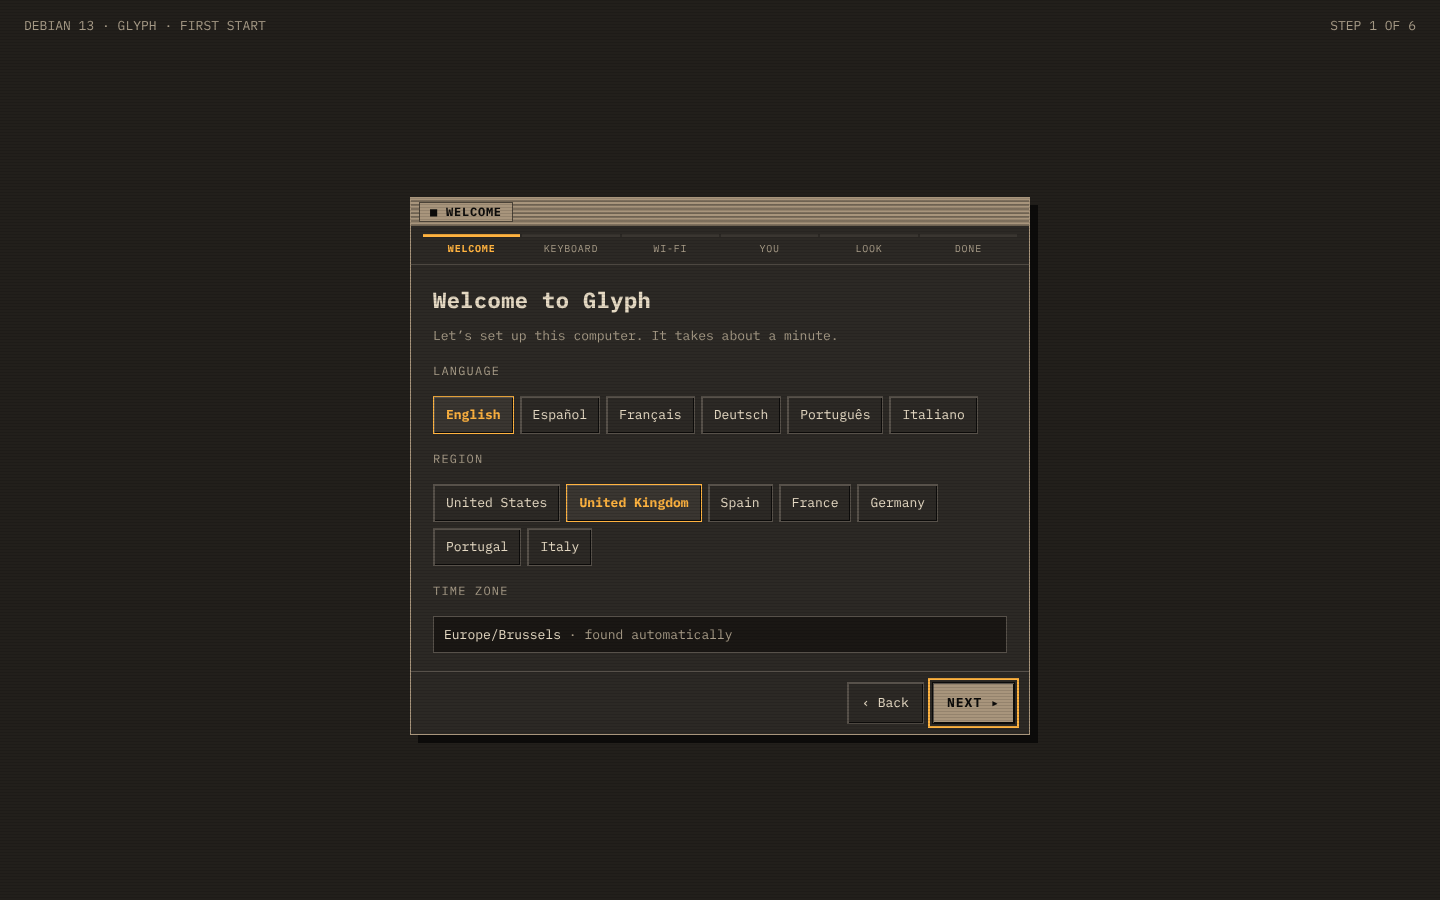 DEBIAN 13 · GLYPH · FIRST START
STEP 1 OF 6
■ WELCOME
WELCOME KEYBOARD WI-FI YOU LOOK DONE
Welcome to Glyph
Let’s set up this computer. It takes about a minute.
LANGUAGE
English Español Français Deutsch Português Italiano
REGION
United States United Kingdom Spain France Germany
Portugal Italy
TIME ZONE
Europe/Brussels · found automatically
‹ Back NEXT ▸